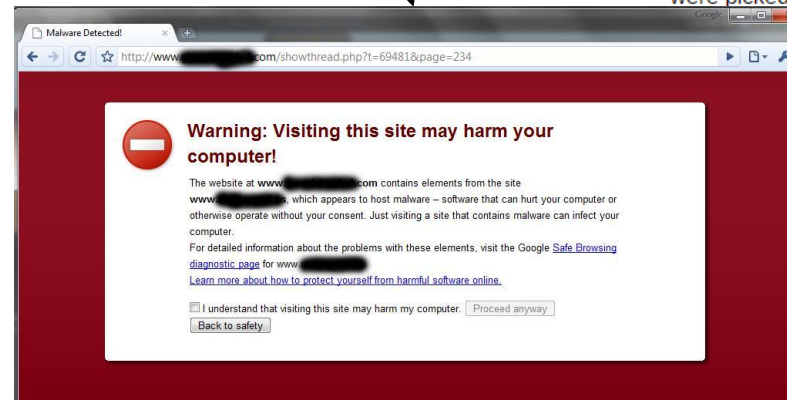 were picked
Google
Malware Detected!
http://www com/showthread.php?t=69481&page=234
Warning: Visiting this site may harm your
computer!
The website at www com contains elements from the site
www s, which appears to host malware – software that can hurt your computer or
otherwise operate without your consent. Just visiting a site that contains malware can infect your
computer.
For detailed information about the problems with these elements, visit the Google Safe Browsing
diagnostic page for www.
Learn more about how to protect yourself from harmful software online.
I understand that visiting this site may harm my computer. Proceed anyway
Back to safety